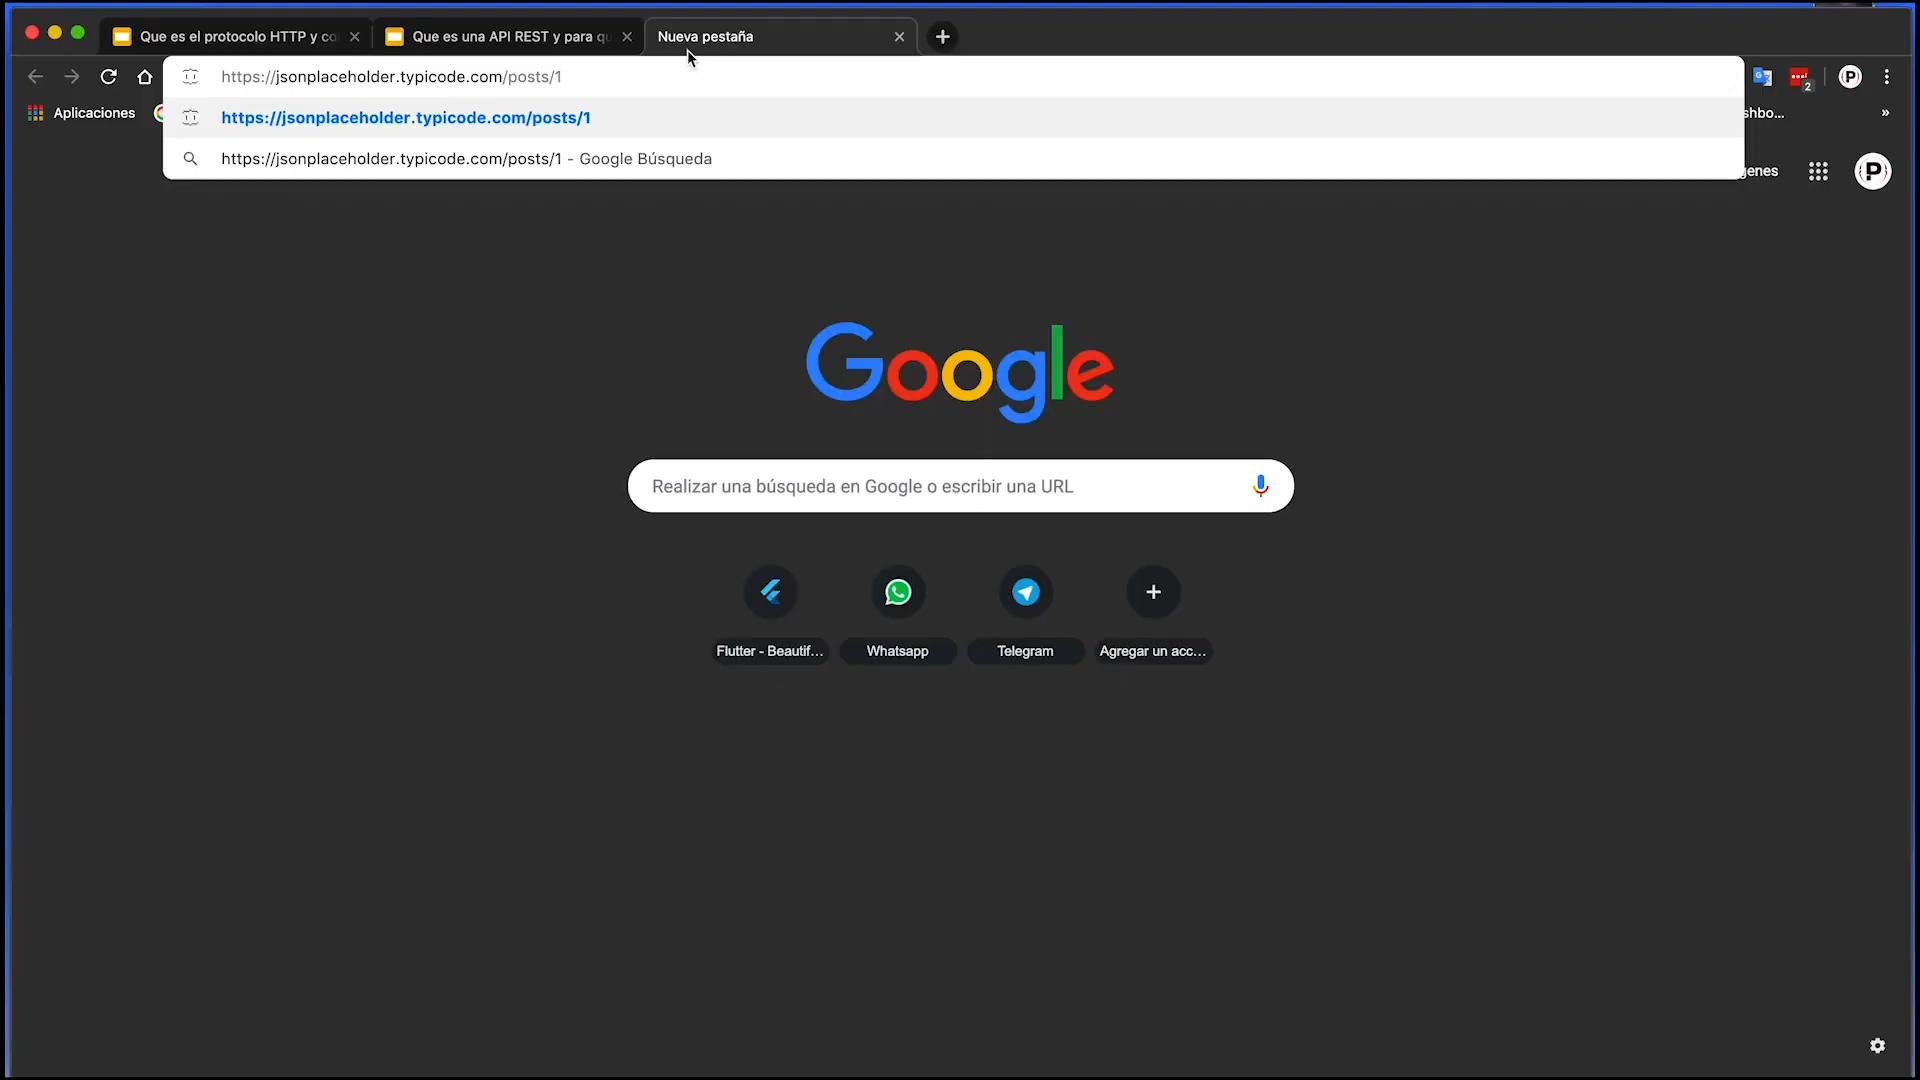 Que es el protocolo HTTP y co
Que es una API REST y para qu
Nueva pestaña
https://jsonplaceholder.typicode.com/posts/1
2
P
Aplicaciones
https://jsonplaceholder.typicode.com/posts/1
shbo...
»
https://jsonplaceholder.typicode.com/posts/1 - Google Búsqueda
genes
P
Google
Realizar una búsqueda en Google o escribir una URL
Flutter - Beautif...
Whatsapp
Telegram
Agregar un acc...